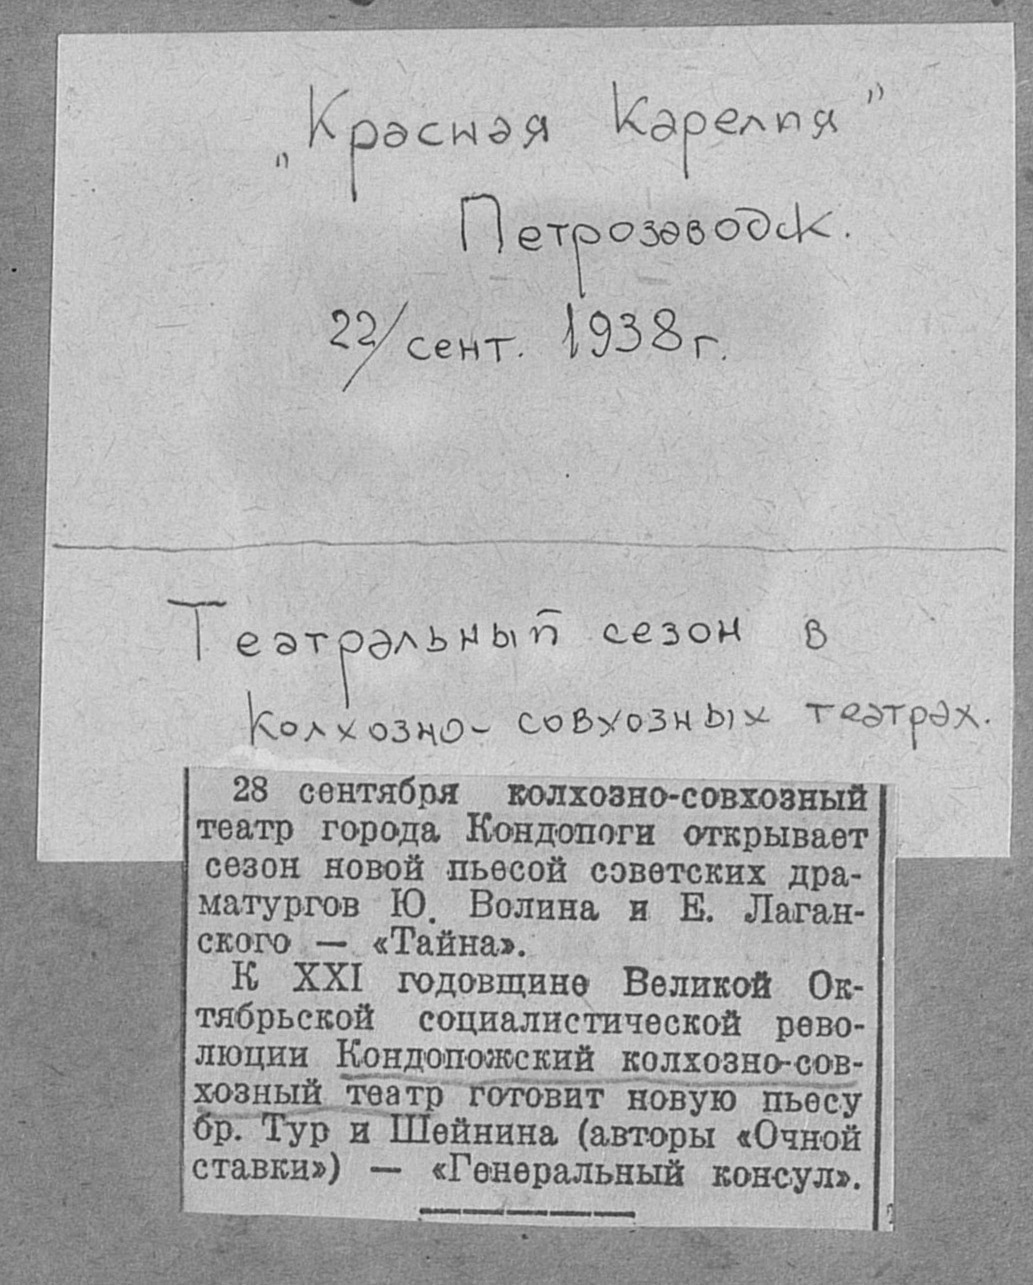 „Красная Карелия”
Петрозаводск.
22/сент. 1938 г.
Театральный сезон в
колхозно-совхозных театрах.
28 сентября колхозно-совхозный
театр города Кондопоги открывает
сезон новой пьесой советских дра-
матургов Ю. Волина и Е. Лаган-
ского — «Тайна».
К XXI годовщине Великой Ок-
тябрьской социалистической рево-
люции Кондопожский колхозно-сов-
хозный театр готовит новую пьесу
бр. Тур и Шейнина (авторы «Очной
ставки») — «Генеральный консул».